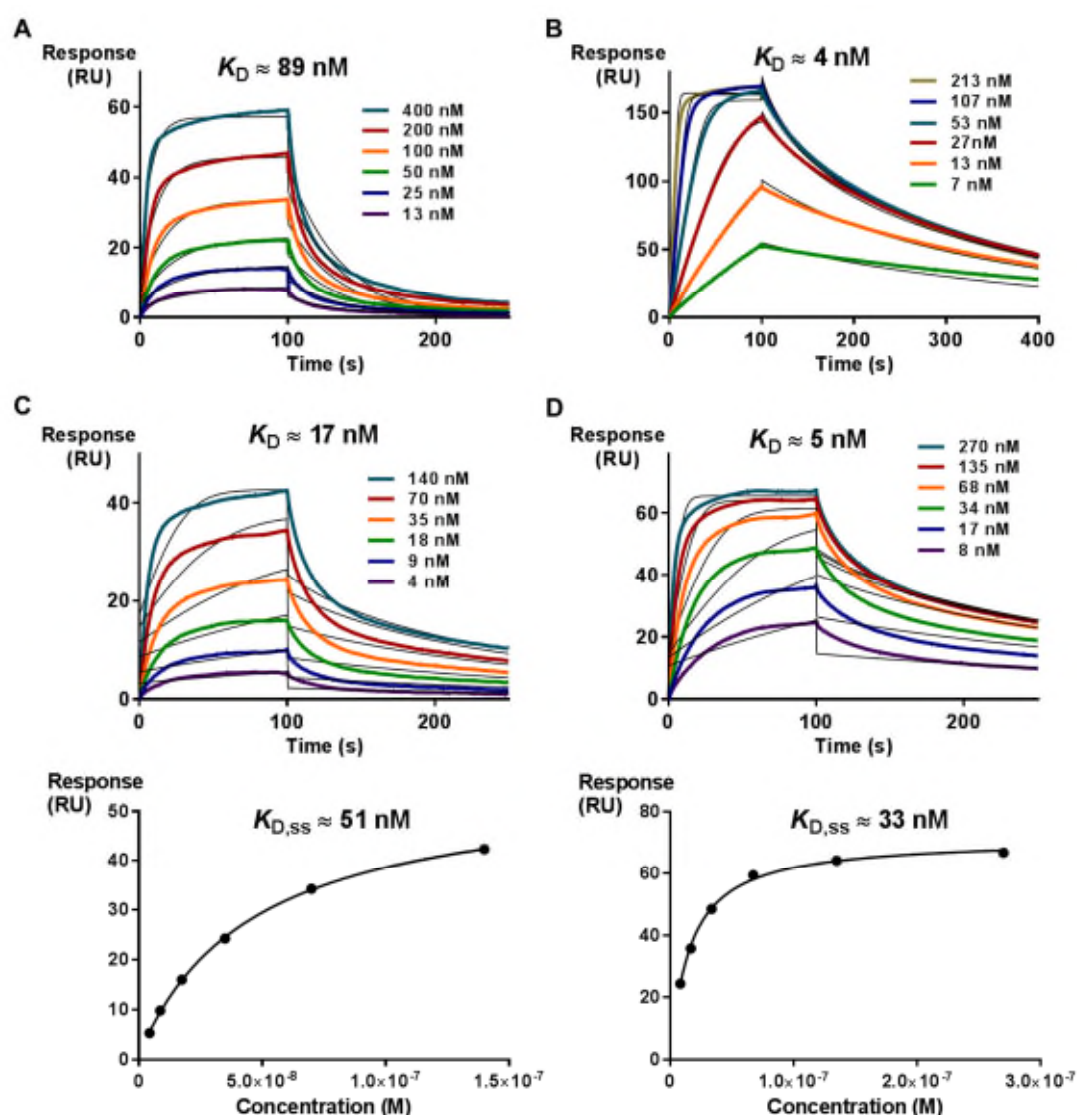 A
Response
(RU)
K_D ≈ 89 nM
400 nM
200 nM
100 nM
50 nM
25 nM
13 nM
60
40
20
0
0
100
200
Time (s)
B
Response
(RU)
K_D ≈ 4 nM
213 nM
107 nM
53 nM
27nM
13 nM
7 nM
150
100
50
0
0
100
200
300
400
Time (s)
C
Response
(RU)
K_D ≈ 17 nM
140 nM
70 nM
35 nM
18 nM
9 nM
4 nM
40
20
0
0
100
200
Time (s)
D
Response
(RU)
K_D ≈ 5 nM
270 nM
135 nM
68 nM
34 nM
17 nM
8 nM
60
40
20
0
0
100
200
Time (s)
Response
(RU)
K_D,ss ≈ 51 nM
50
40
30
20
10
0
0
5.0×10⁻⁸
1.0×10⁻⁷
1.5×10⁻⁷
Concentration (M)
Response
(RU)
K_D,ss ≈ 33 nM
80
60
40
20
0
0
1.0×10⁻⁷
2.0×10⁻⁷
3.0×10⁻⁷
Concentration (M)